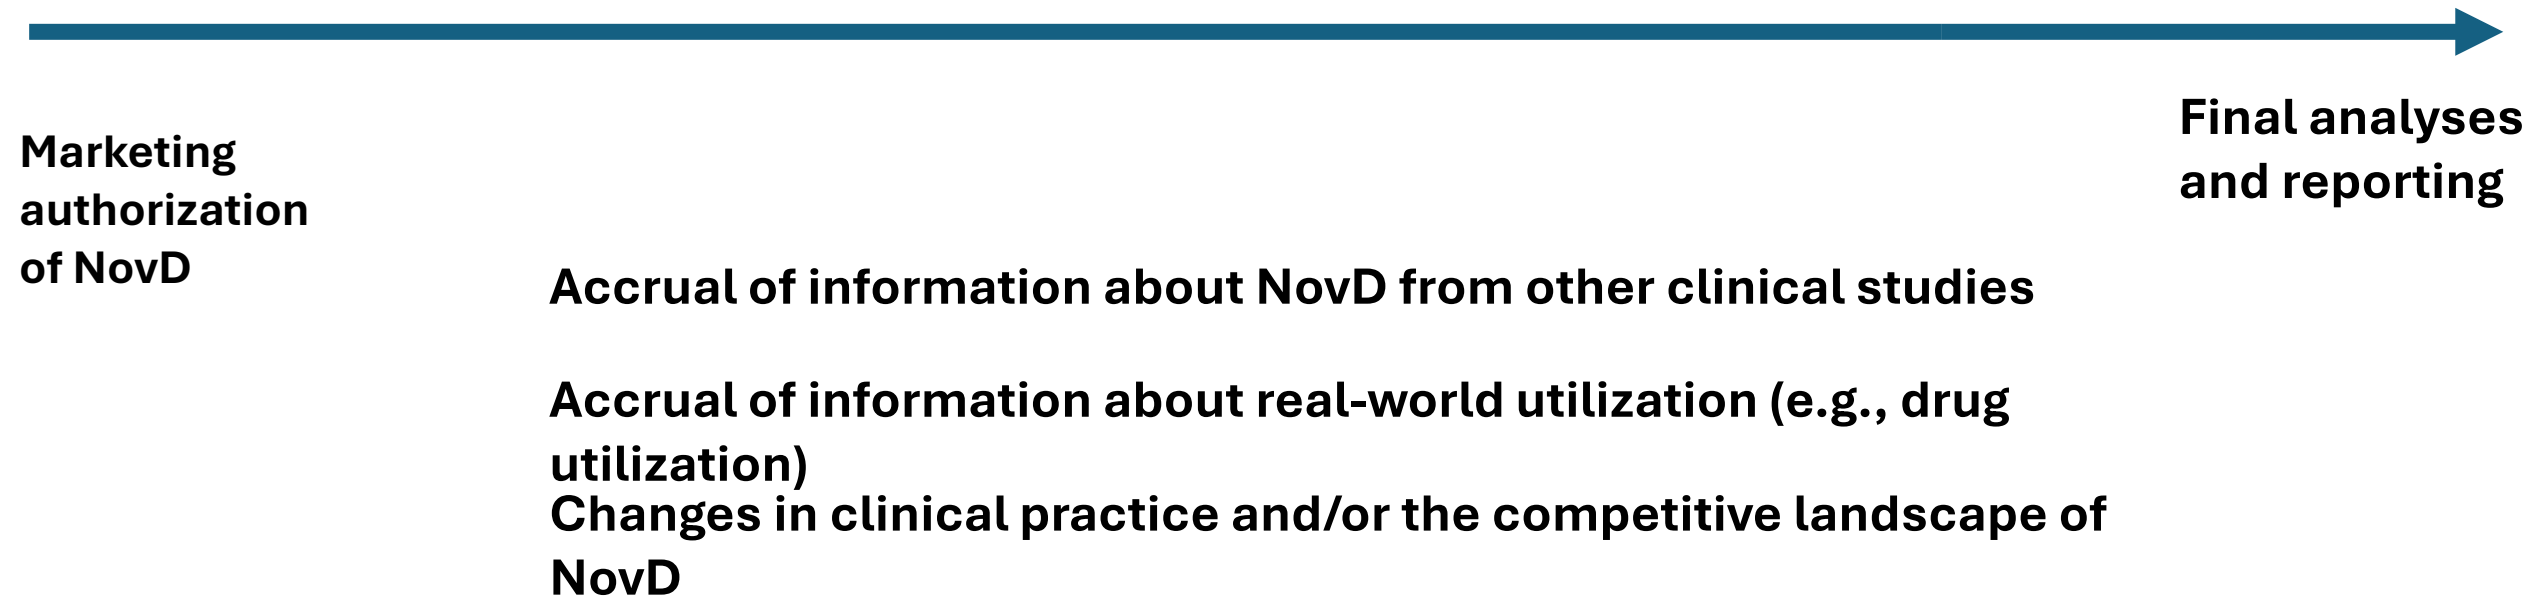 Marketing
authorization
of NovD
Final analyses
and reporting
Accrual of information about NovD from other clinical studies
Accrual of information about real-world utilization (e.g., drug
utilization)
Changes in clinical practice and/or the competitive landscape of
NovD